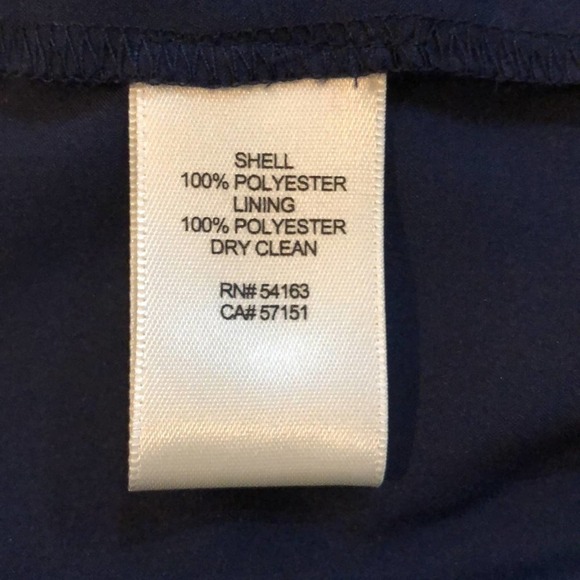 SHELL
100% POLYESTER
LINING
100% POLYESTER
DRY CLEAN
RN# 54163
CA# 57151